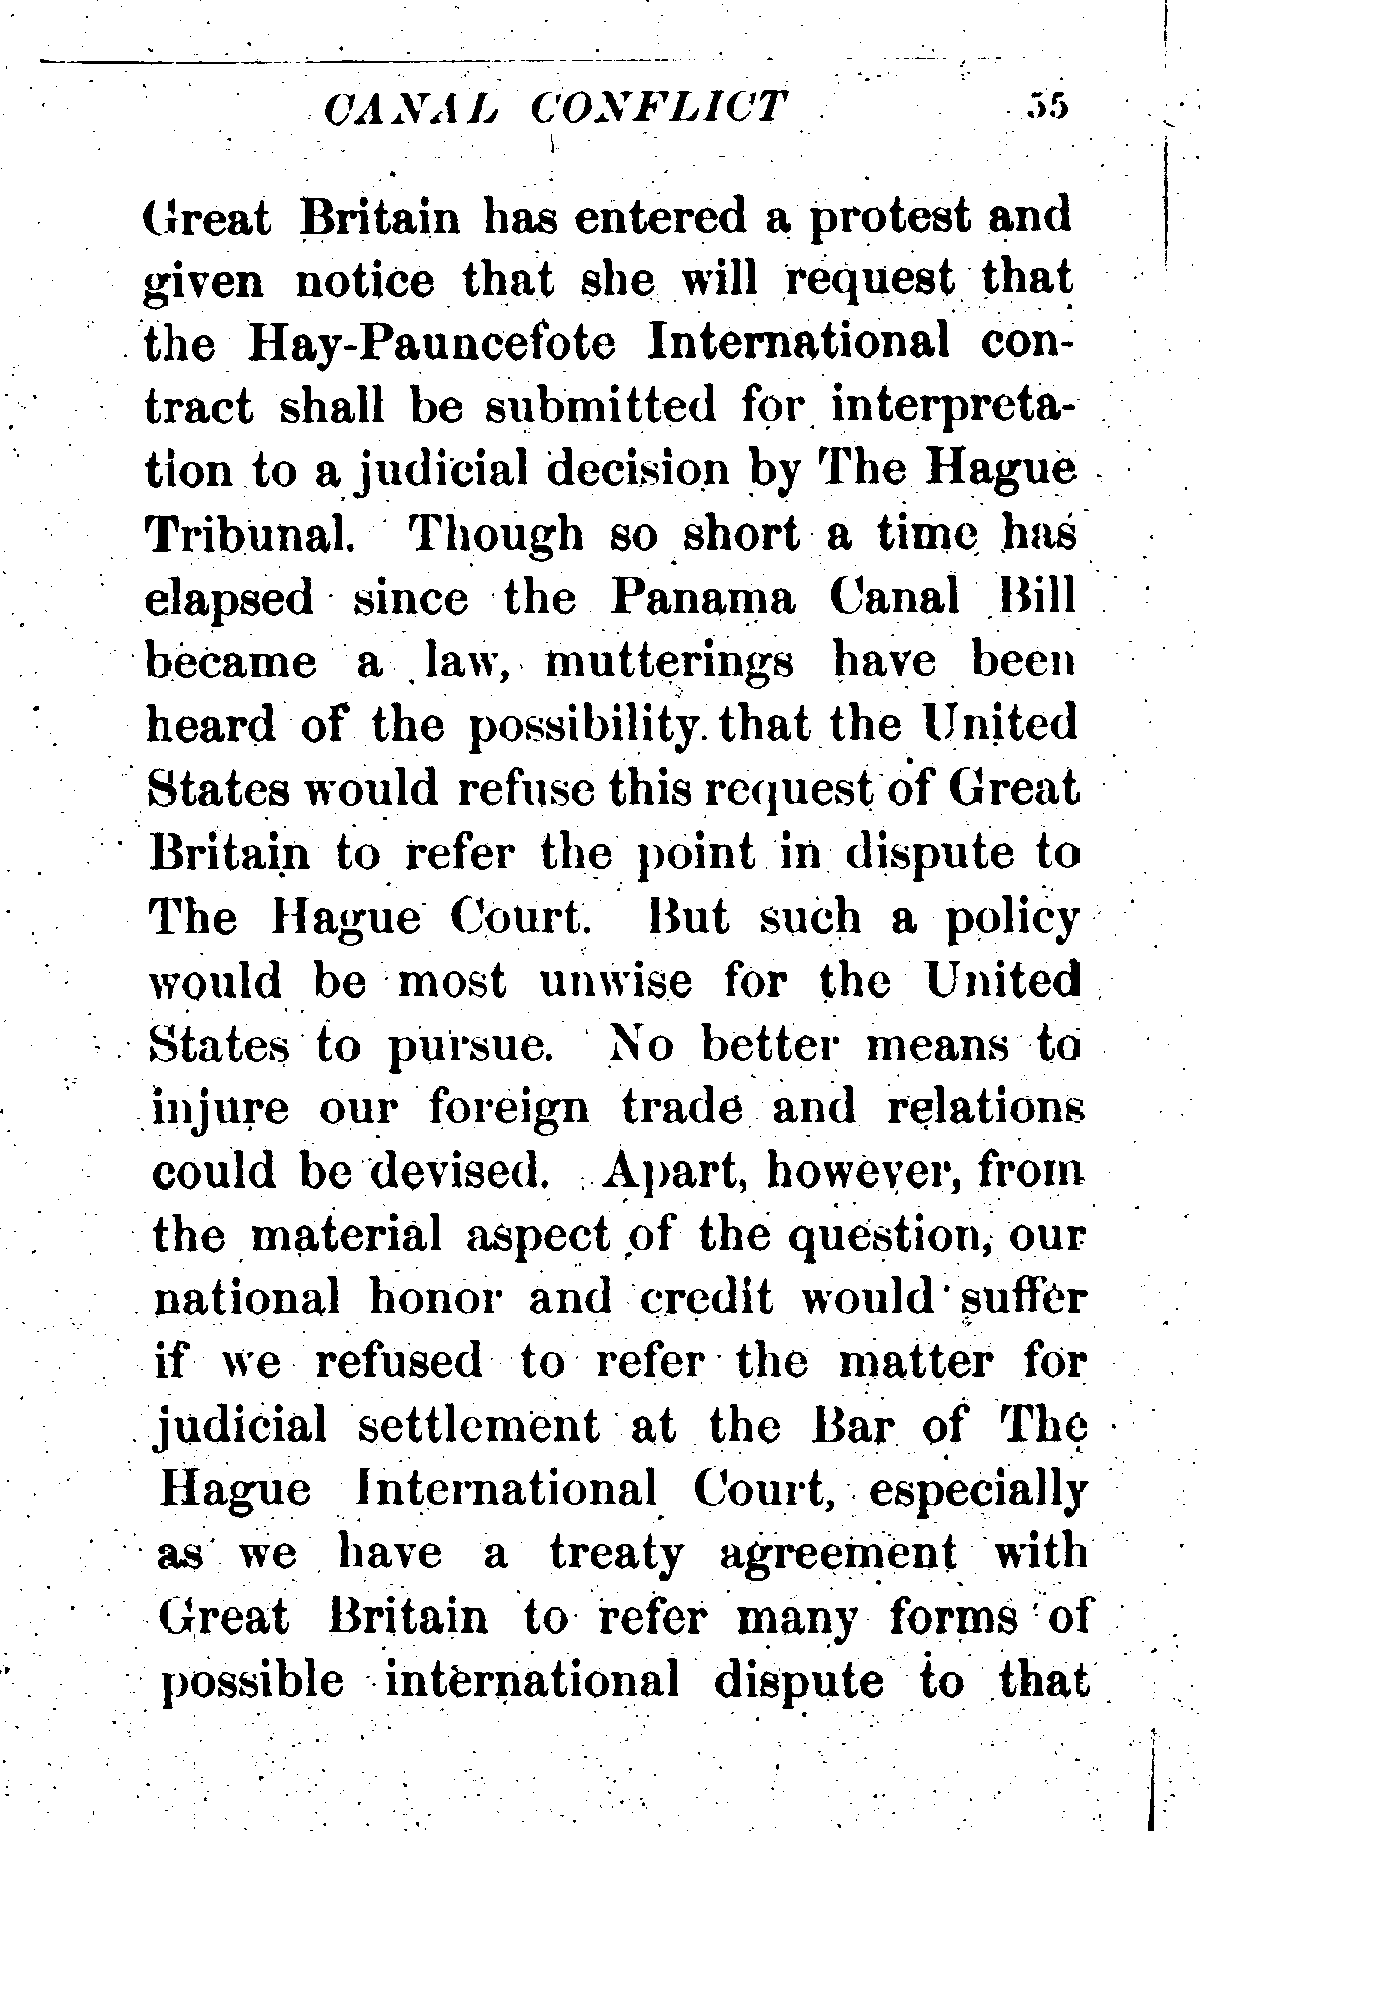 CANAL CONFLICT 35
Great Britain has entered a protest and
given notice that she will request that
the Hay-Pauncefote International con-
tract shall be submitted for interpreta-
tion to a judicial decision by The Hague
Tribunal. Though so short a time has
elapsed since the Panama Canal Bill
became a law, mutterings have been
heard of the possibility that the United
States would refuse this request of Great
Britain to refer the point in dispute to
The Hague Court. But such a policy
would be most unwise for the United
States to pursue. No better means to
injure our foreign trade and relations
could be devised. Apart, however, from
the material aspect of the question, our
national honor and credit would suffer
if we refused to refer the matter for
judicial settlement at the Bar of The
Hague International Court, especially
as we have a treaty agreement with
Great Britain to refer many forms of
possible international dispute to that